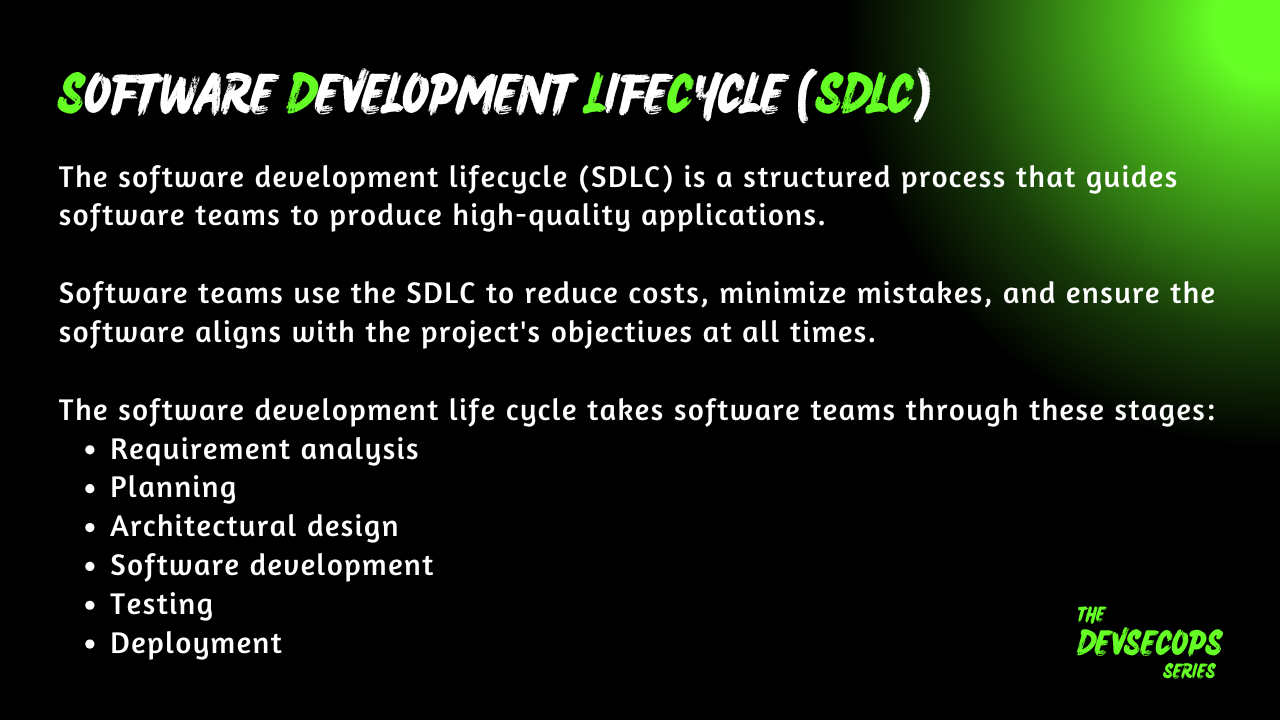 SOFTWARE DEVELOPMENT LIFECYCLE (SDLC)
The software development lifecycle (SDLC) is a structured process that guides
software teams to produce high-quality applications.
Software teams use the SDLC to reduce costs, minimize mistakes, and ensure the
software aligns with the project's objectives at all times.
The software development life cycle takes software teams through these stages:
• Requirement analysis
• Planning
• Architectural design
• Software development
• Testing
• Deployment
THE
DEVSECOPS
SERIES